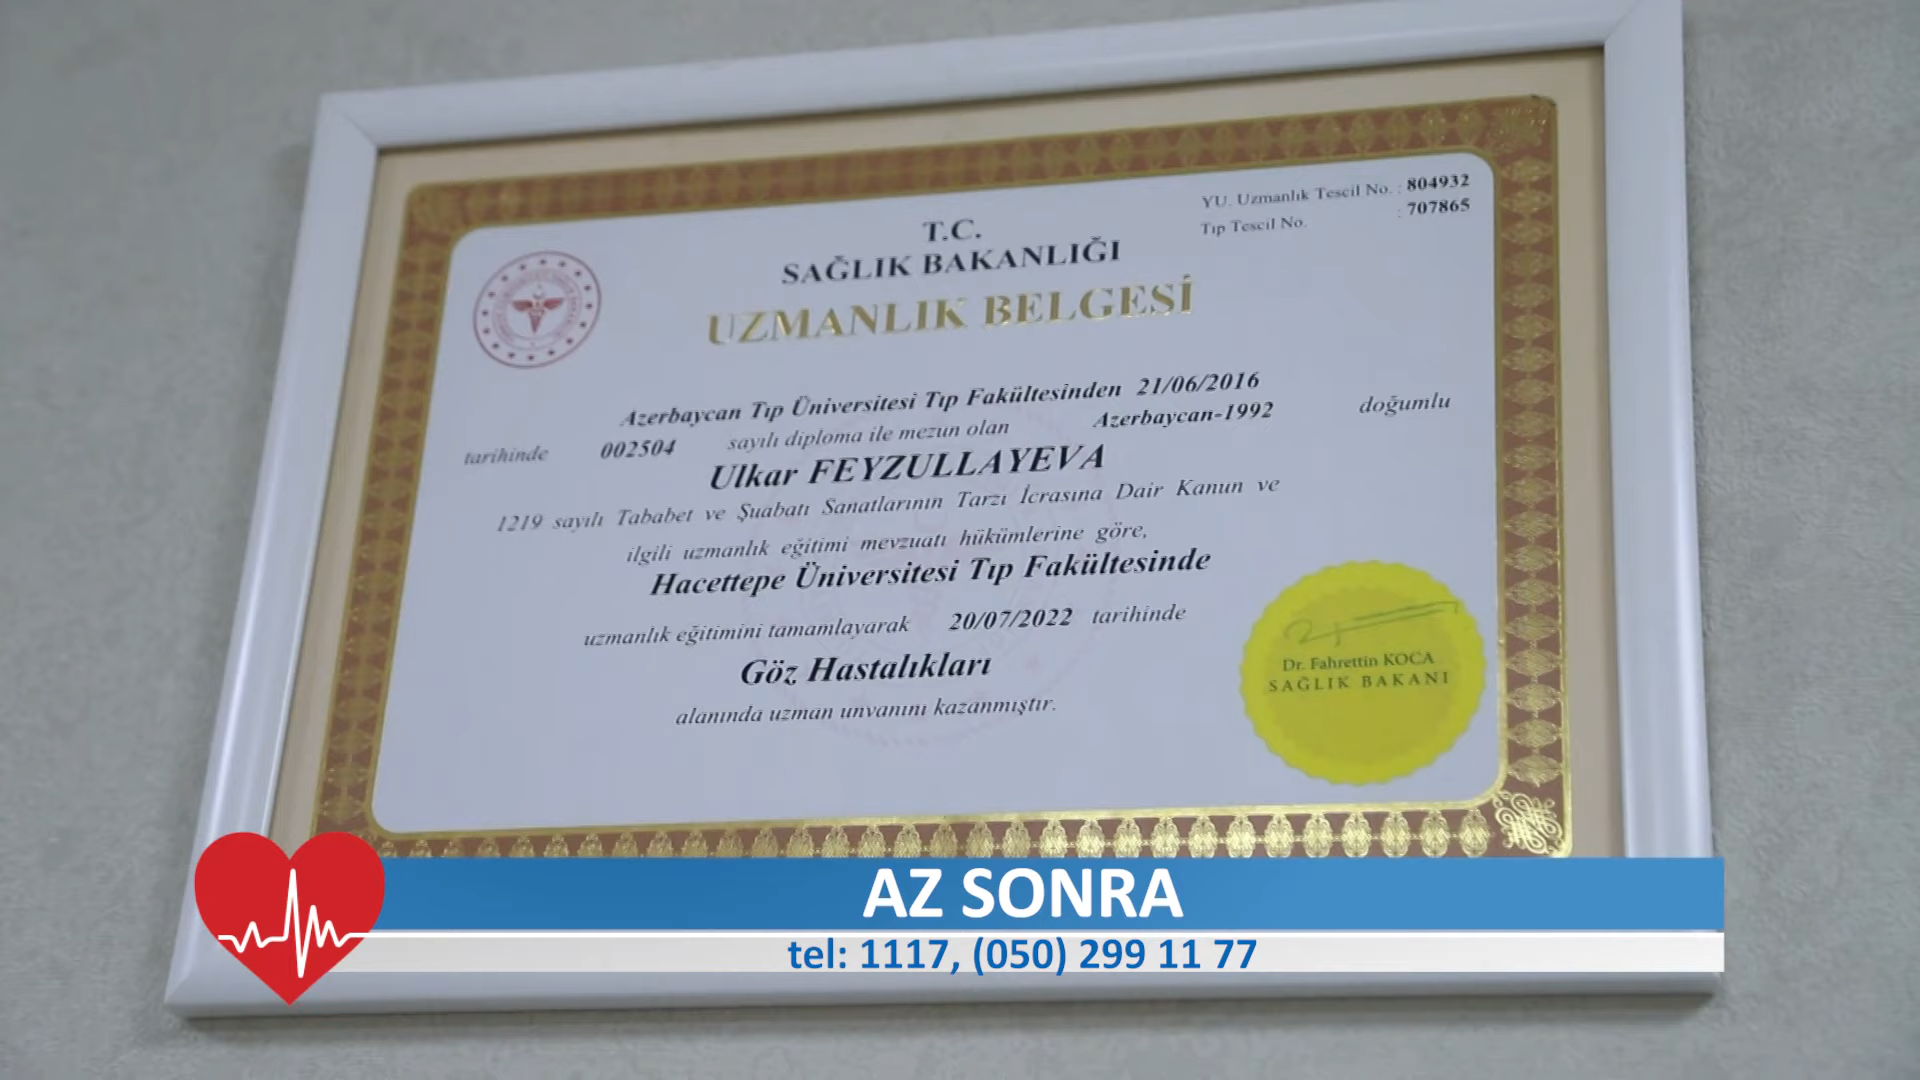 YU. Uzmanlık Tescil No. : 804932
Tıp Tescil No. : 707865
T.C.
SAĞLIK BAKANLIĞI
UZMANLIK BELGESİ
Azerbaycan Tıp Üniversitesi Tıp Fakültesinden 21/06/2016
tarihinde 002504 sayılı diploma ile mezun olan Azerbaycan-1992 doğumlu
Ulkar FEYZULLAYEVA
1219 sayılı Tababet ve Şuabatı Sanatlarının Tarzı İcrasına Dair Kanun ve
ilgili uzmanlık eğitimi mevzuatı hükümlerine göre,
Hacettepe Üniversitesi Tıp Fakültesinde
uzmanlık eğitimini tamamlayarak 20/07/2022 tarihinde
Göz Hastalıkları
alanında uzman unvanını kazanmıştır.
Dr. Fahrettin KOCA
SAĞLIK BAKANI
AZ SONRA
tel: 1117, (050) 299 11 77